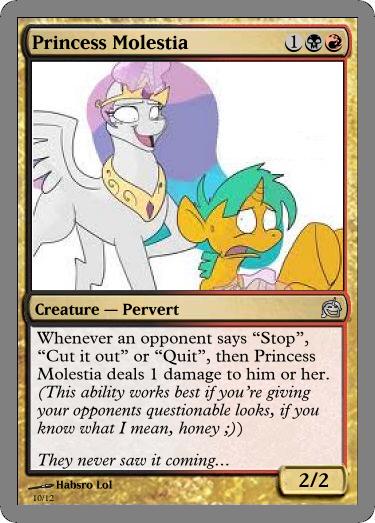 Princess Molestia
1
Creature — Pervert
Whenever an opponent says “Stop”,
“Cut it out” or “Quit”, then Princess
Molestia deals 1 damage to him or her.
(This ability works best if you’re giving
your opponents questionable looks, if you
know what I mean, honey ;))
They never saw it coming...
2/2
Habsro Lol
10/12